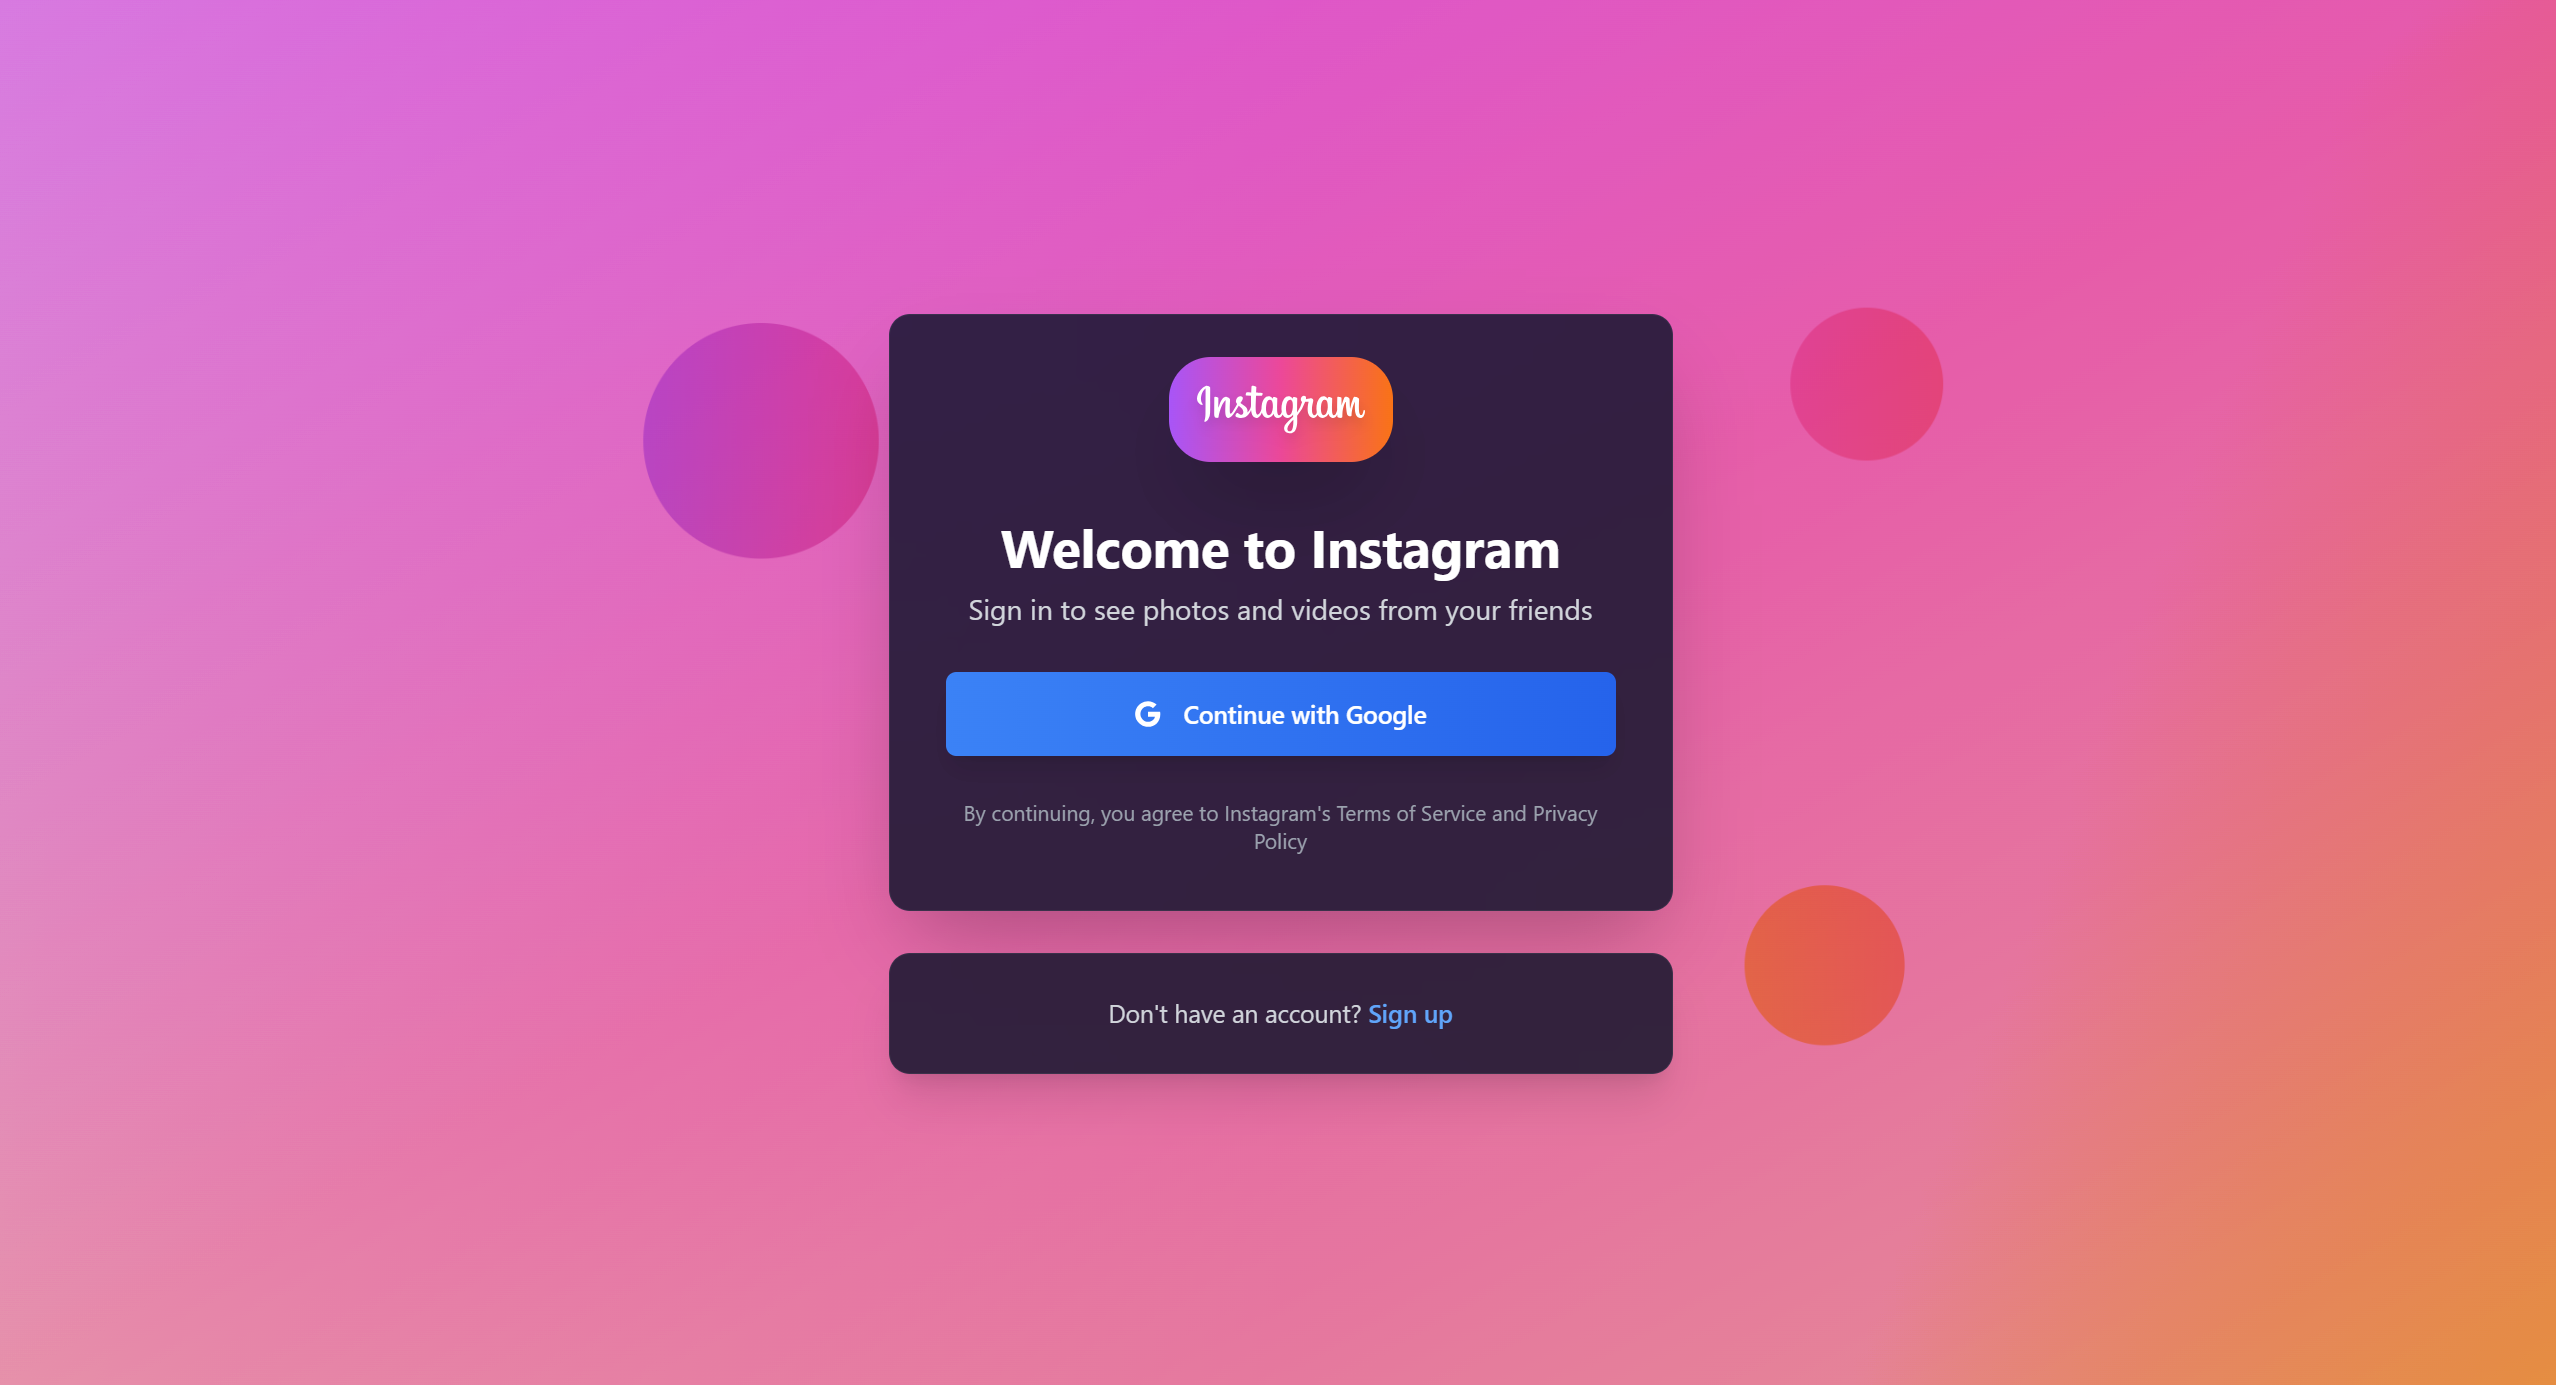 Instagram
Welcome to Instagram
Sign in to see photos and videos from your friends
G Continue with Google
By continuing, you agree to Instagram's Terms of Service and Privacy
Policy
Don't have an account? Sign up